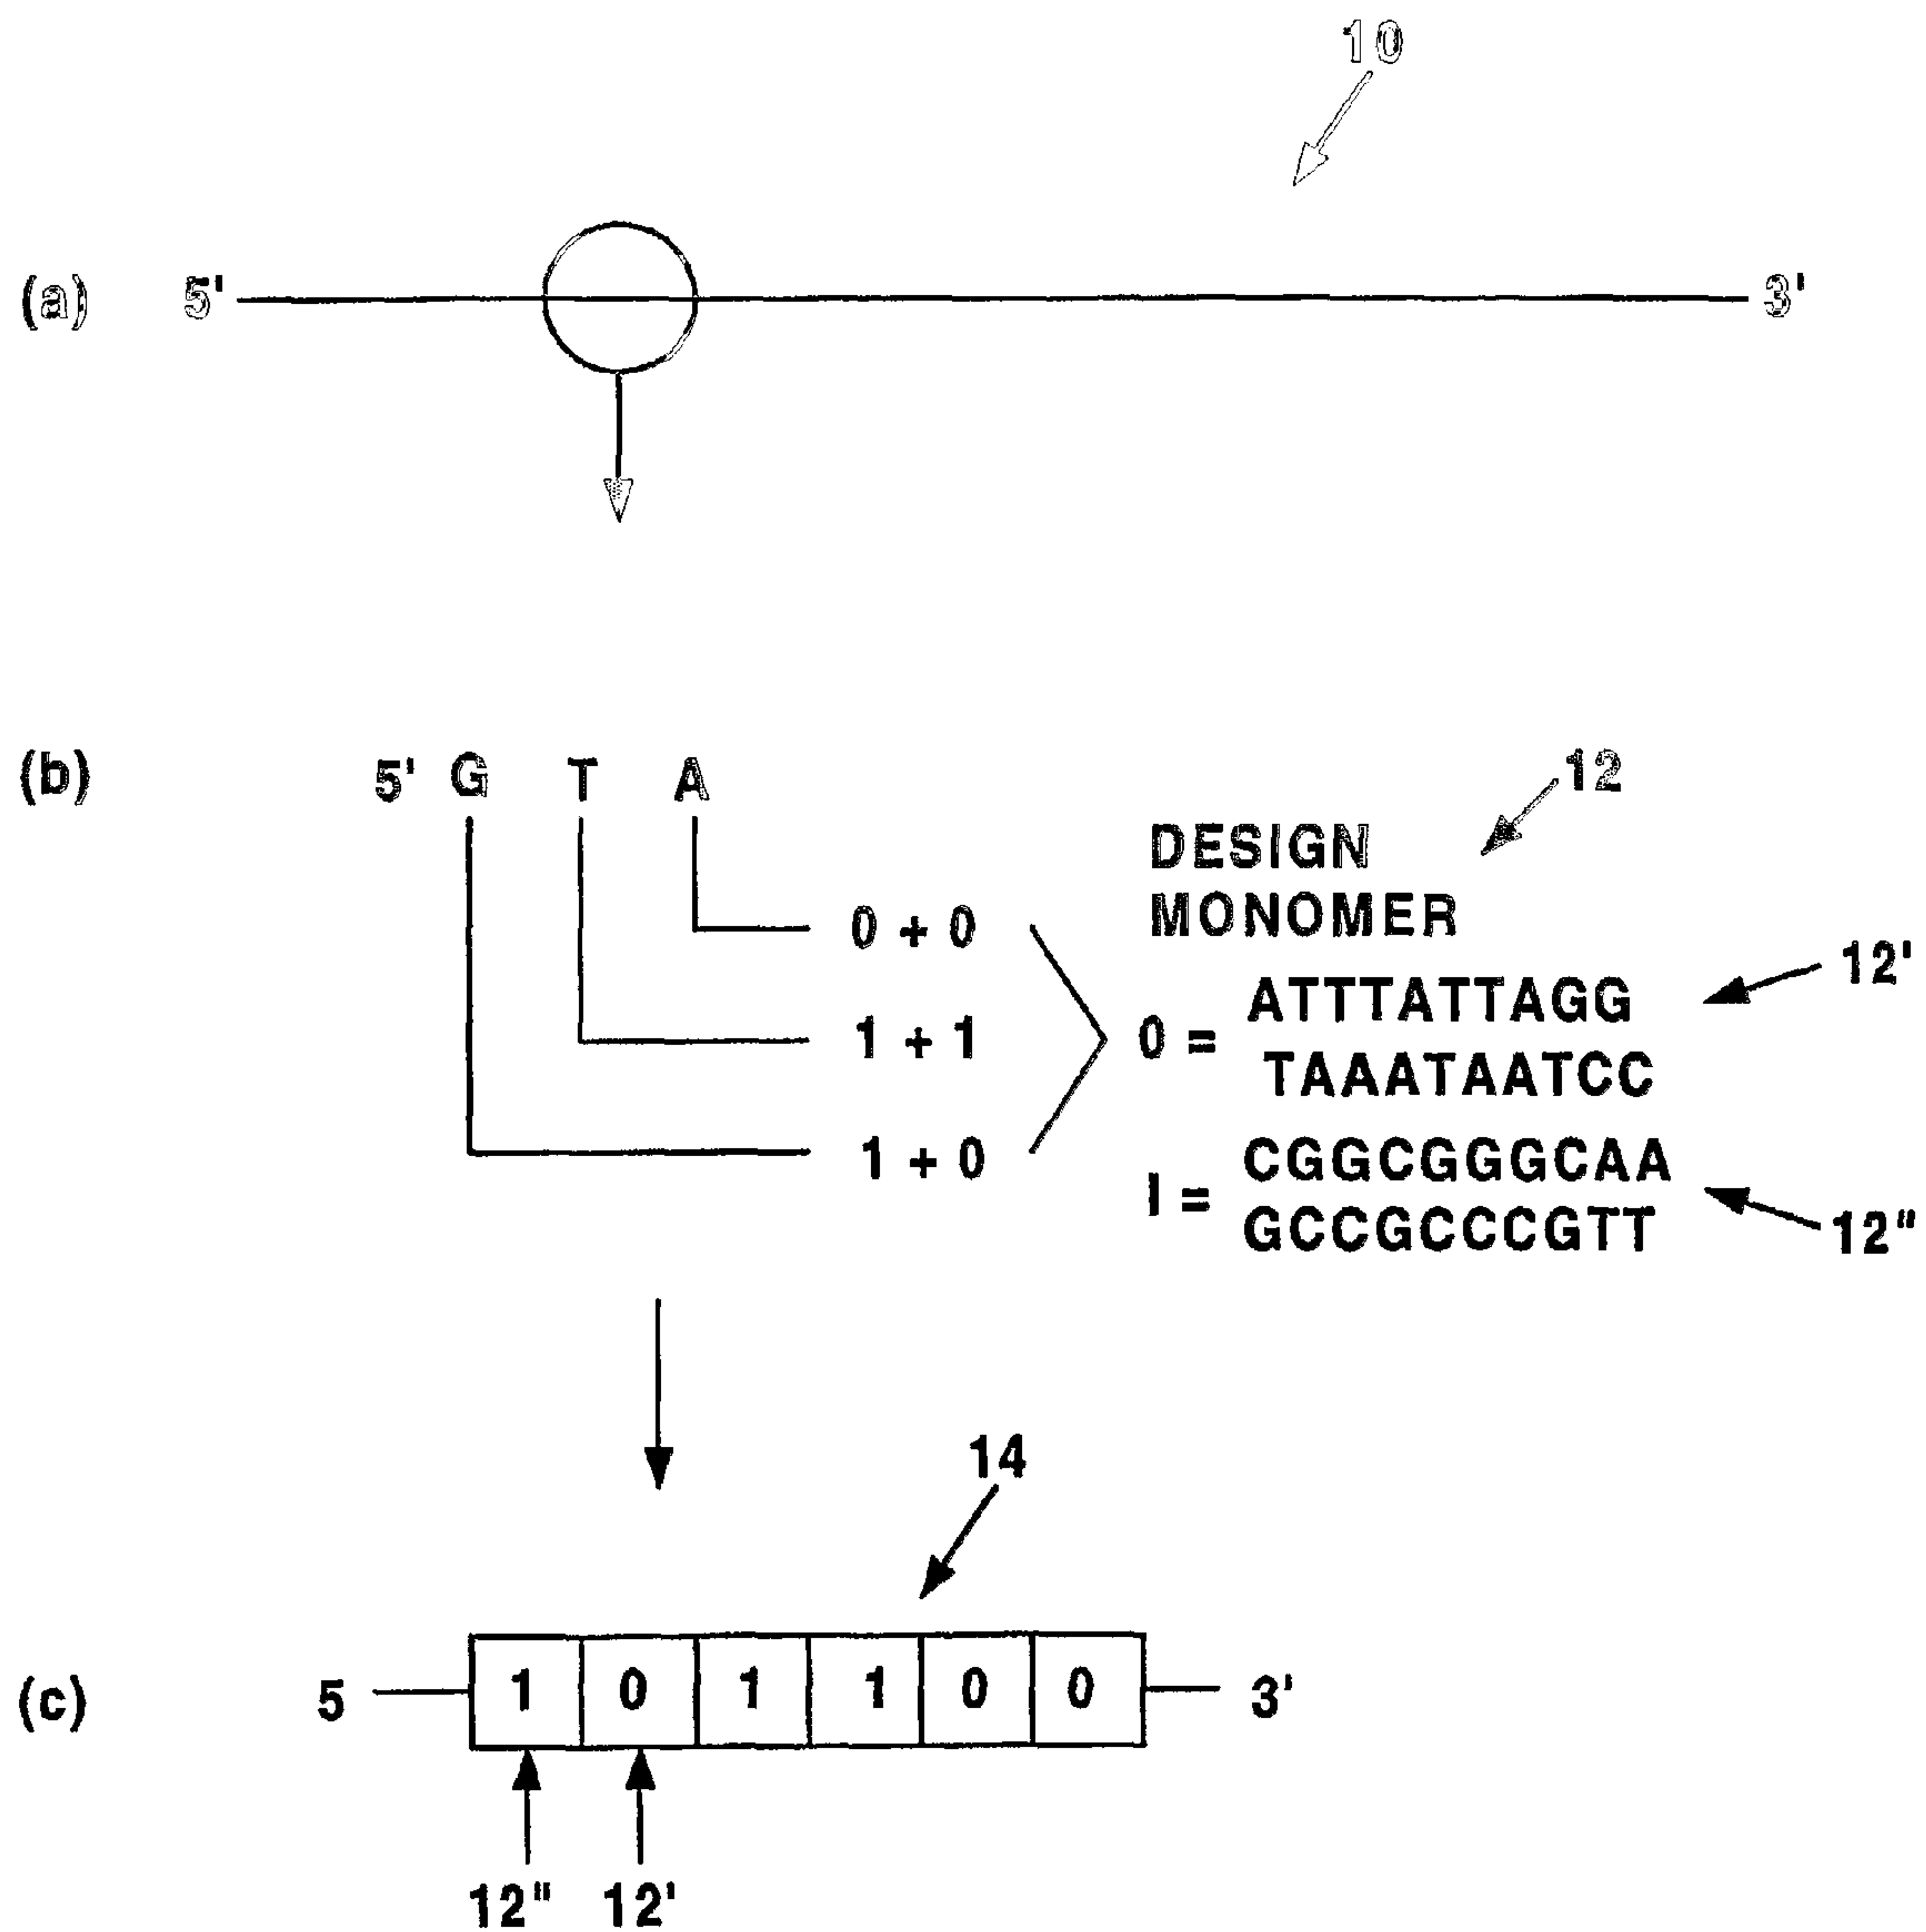 10
(a) 5' 3'
(b) 5' G T A
12
DESIGN
MONOMER
0 + 0
12'
ATTTATTAGG
1 + 1
0 =
TAAATAATCC
1 + 0
CGGCGGGCAA
I =
GCCGCCCGTT
12"
14
(c) 5 1 0 1 1 0 0 3'
12" 12'